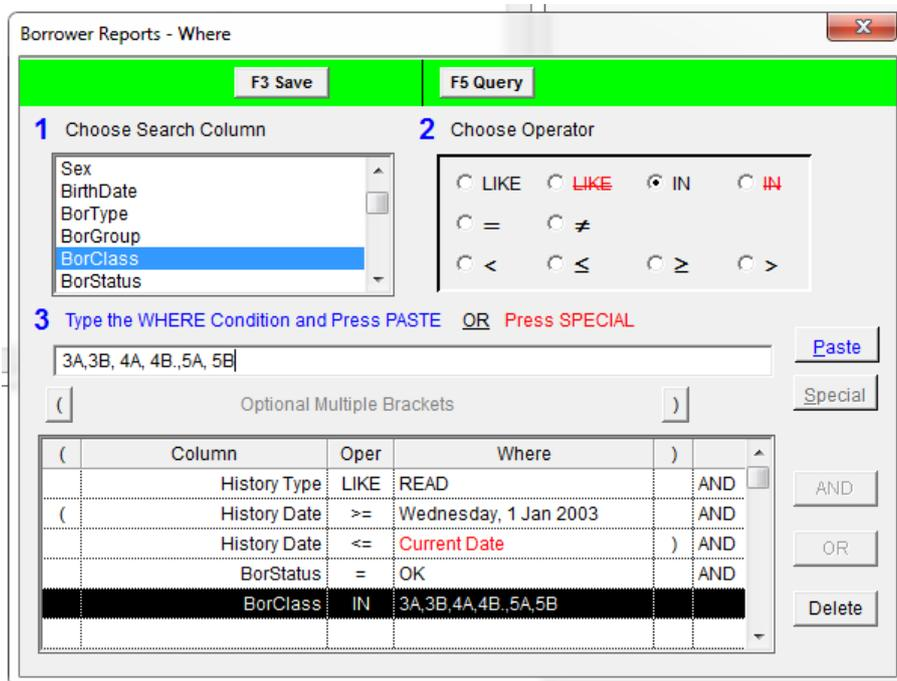 Borrower Reports - Where
x
F3 Save F5 Query
1 Choose Search Column
Sex
BirthDate
BorType
BorGroup
BorClass
BorStatus
2 Choose Operator
LIKE LIKE IN IN
= ≠
< ≤ ≥ >
3 Type the WHERE Condition and Press PASTE OR Press SPECIAL
3A,3B, 4A, 4B.,5A, 5B
Paste
Special
( Optional Multiple Brackets )
( Column Oper Where )
History Type LIKE READ AND
( History Date >= Wednesday, 1 Jan 2003 AND
History Date <= Current Date ) AND
BorStatus = OK AND
BorClass IN 3A,3B,4A,4B.,5A,5B
AND
OR
Delete